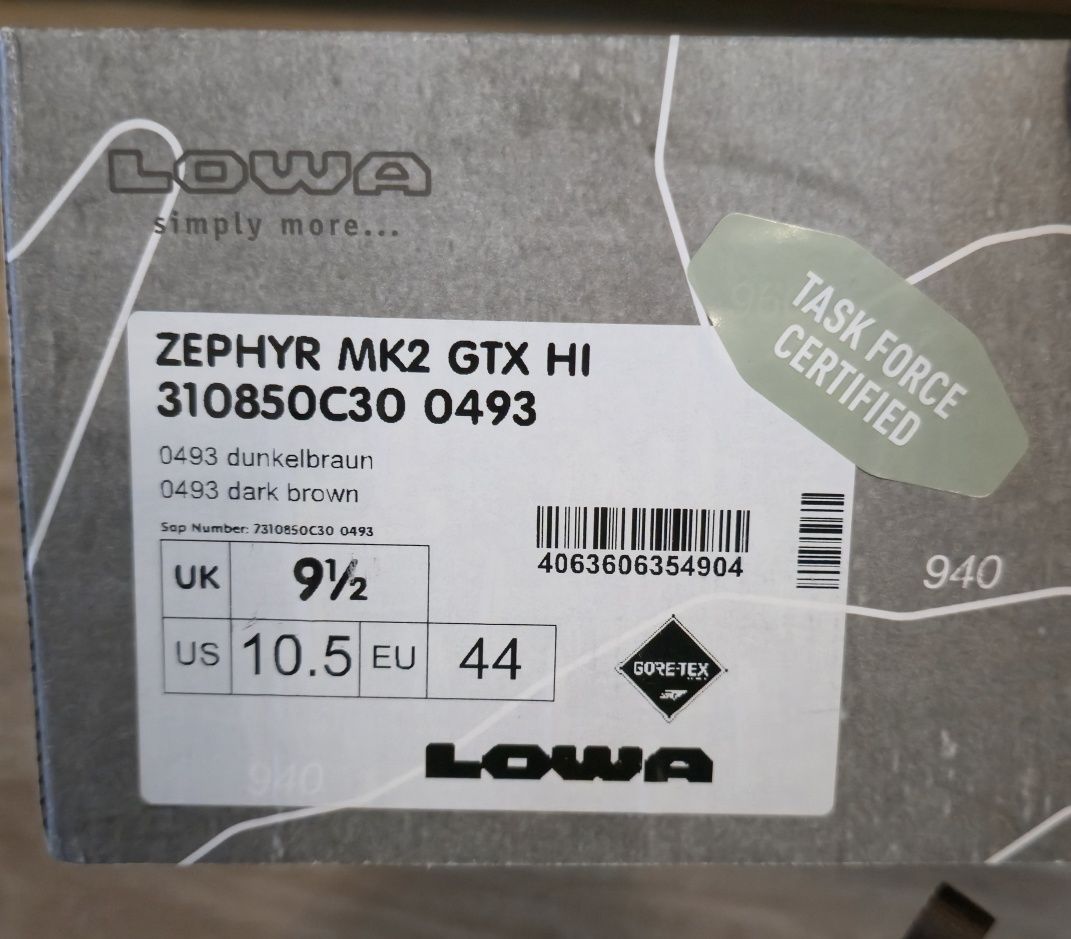 LOWA
simply more...
TASK FORCE
CERTIFIED
ZEPHYR MK2 GTX HI
310850C30 0493
0493 dunkelbraun
0493 dark brown
Sap Number: 7310850C30 0493
4063606354904
UK 9½
US 10.5 EU 44
GORE-TEX
940
LOWA
940